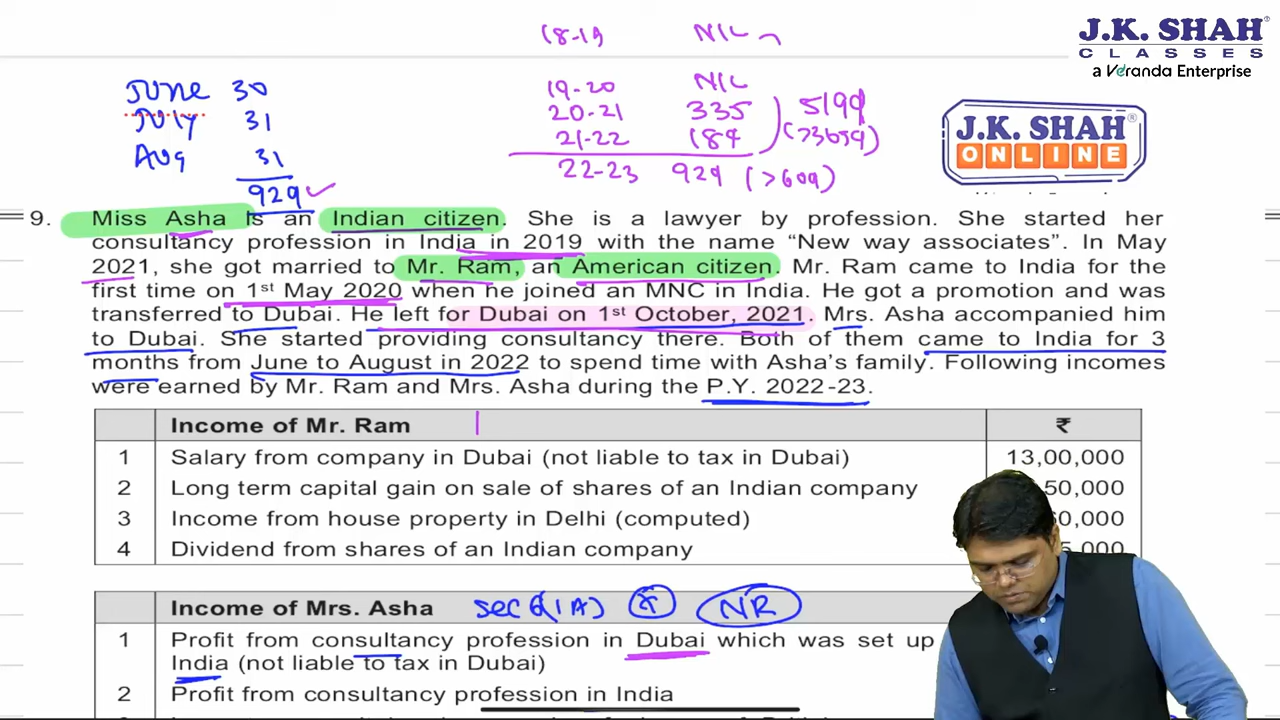 18-19 NIL
J.K. SHAH
CLASSES
a Veranda Enterprise
JUNE 30
JULY 31
AUG 31
92d
19-20 NIL
20-21 335
21-22 184
519d
(>365d)
22-23 92d (>60d)
J.K. SHAH
ONLINE
9. Miss Asha is an Indian citizen. She is a lawyer by profession. She started her
consultancy profession in India in 2019 with the name “New way associates”. In May
2021, she got married to Mr. Ram, an American citizen. Mr. Ram came to India for the
first time on 1st May 2020 when he joined an MNC in India. He got a promotion and was
transferred to Dubai. He left for Dubai on 1st October, 2021. Mrs. Asha accompanied him
to Dubai. She started providing consultancy there. Both of them came to India for 3
months from June to August in 2022 to spend time with Asha’s family. Following incomes
were earned by Mr. Ram and Mrs. Asha during the P.Y. 2022-23.
Income of Mr. Ram ₹
1 Salary from company in Dubai (not liable to tax in Dubai) 13,00,000
2 Long term capital gain on sale of shares of an Indian company 50,000
3 Income from house property in Delhi (computed) 0,000
4 Dividend from shares of an Indian company 000
Income of Mrs. Asha sec 6(1A) NR
1 Profit from consultancy profession in Dubai which was set up
India (not liable to tax in Dubai)
2 Profit from consultancy profession in India